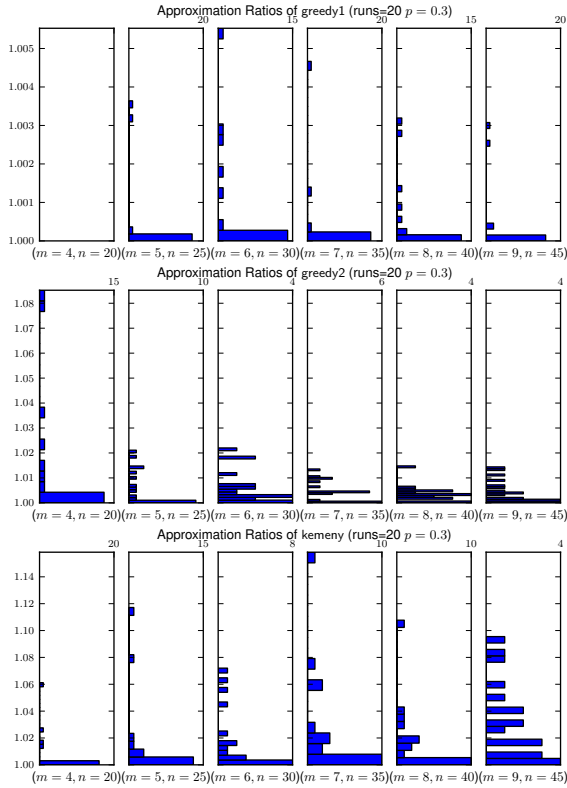 Approximation Ratios of greedy1 (runs=20 p = 0.3)
20 15 20 20 15 20
1.005
1.004
1.003
1.002
1.001
1.000
(m = 4, n = 20)(m = 5, n = 25)(m = 6, n = 30)(m = 7, n = 35)(m = 8, n = 40)(m = 9, n = 45)
Approximation Ratios of greedy2 (runs=20 p = 0.3)
15 10 4 6 4 4
1.08
1.07
1.06
1.05
1.04
1.03
1.02
1.01
1.00
(m = 4, n = 20)(m = 5, n = 25)(m = 6, n = 30)(m = 7, n = 35)(m = 8, n = 40)(m = 9, n = 45)
Approximation Ratios of kemeny (runs=20 p = 0.3)
20 15 8 10 10 4
1.14
1.12
1.10
1.08
1.06
1.04
1.02
1.00
(m = 4, n = 20)(m = 5, n = 25)(m = 6, n = 30)(m = 7, n = 35)(m = 8, n = 40)(m = 9, n = 45)